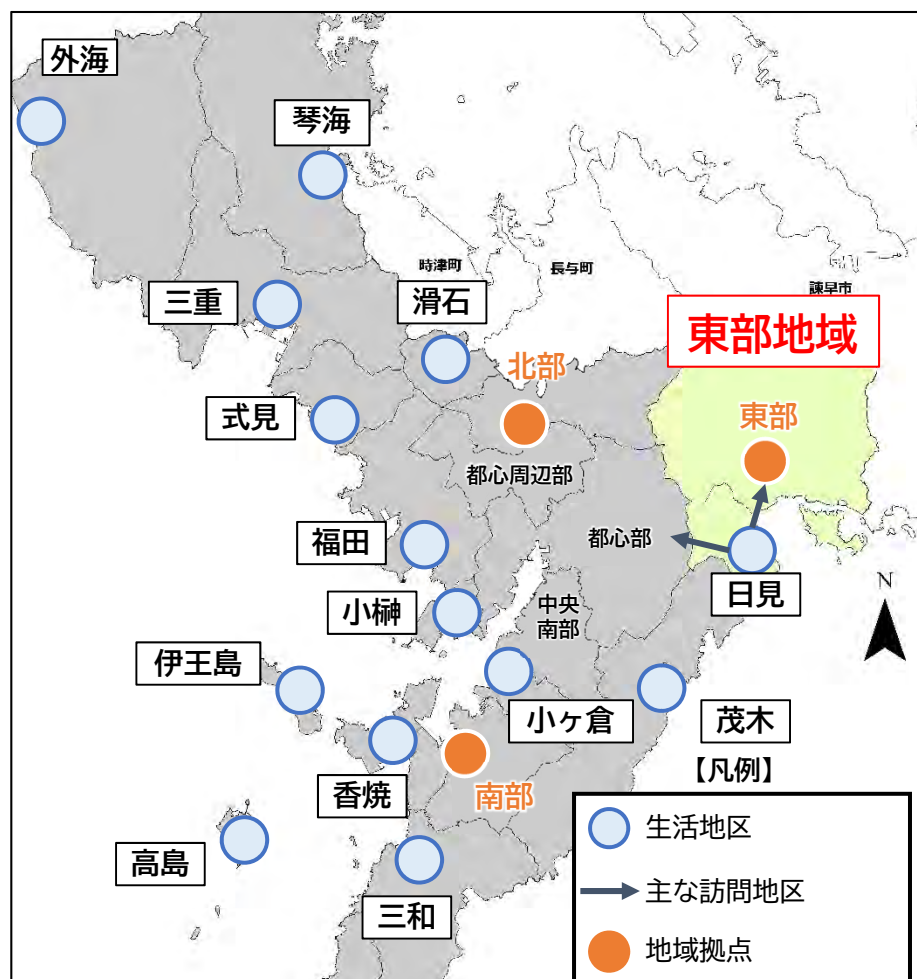 外海
琴海
時津町
長与町
諫早市
三重
滑石
東部地域
北部
式見
東部
都心周辺部
福田
都心部
日見
小榊
中央
南部
N
伊王島
小ヶ倉
茂木
香焼
南部
高島
三和
【凡例】
生活地区
主な訪問地区
地域拠点